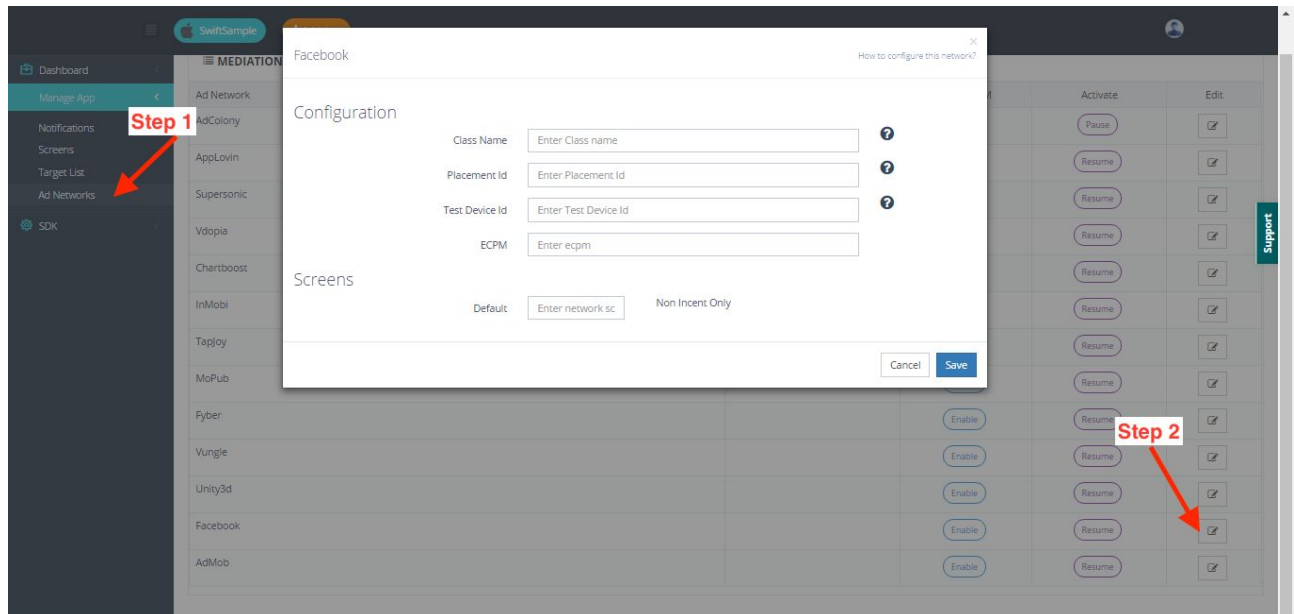 SwiftSample
Dashboard
Manage App
Notifications
Screens
Target List
Ad Networks
SDK
Step 1
MEDIATION
Facebook
×
How to configure this network?
Configuration
Class Name Enter Class name ?
Placement Id Enter Placement Id ?
Test Device Id Enter Test Device Id ?
ECPM Enter ecpm
Screens
Default Enter network sc Non Incent Only
Cancel Save
Ad Network Activate Edit
AdColony Pause
AppLovin Resume
Supersonic Resume
Vdopia Resume
Chartboost Resume
InMobi Resume
TapJoy Resume
MoPub Resume
Fyber Enable Resume
Vungle Enable Resume
Unity3d Enable Resume
Facebook Enable Resume
AdMob Enable Resume
Step 2
Support